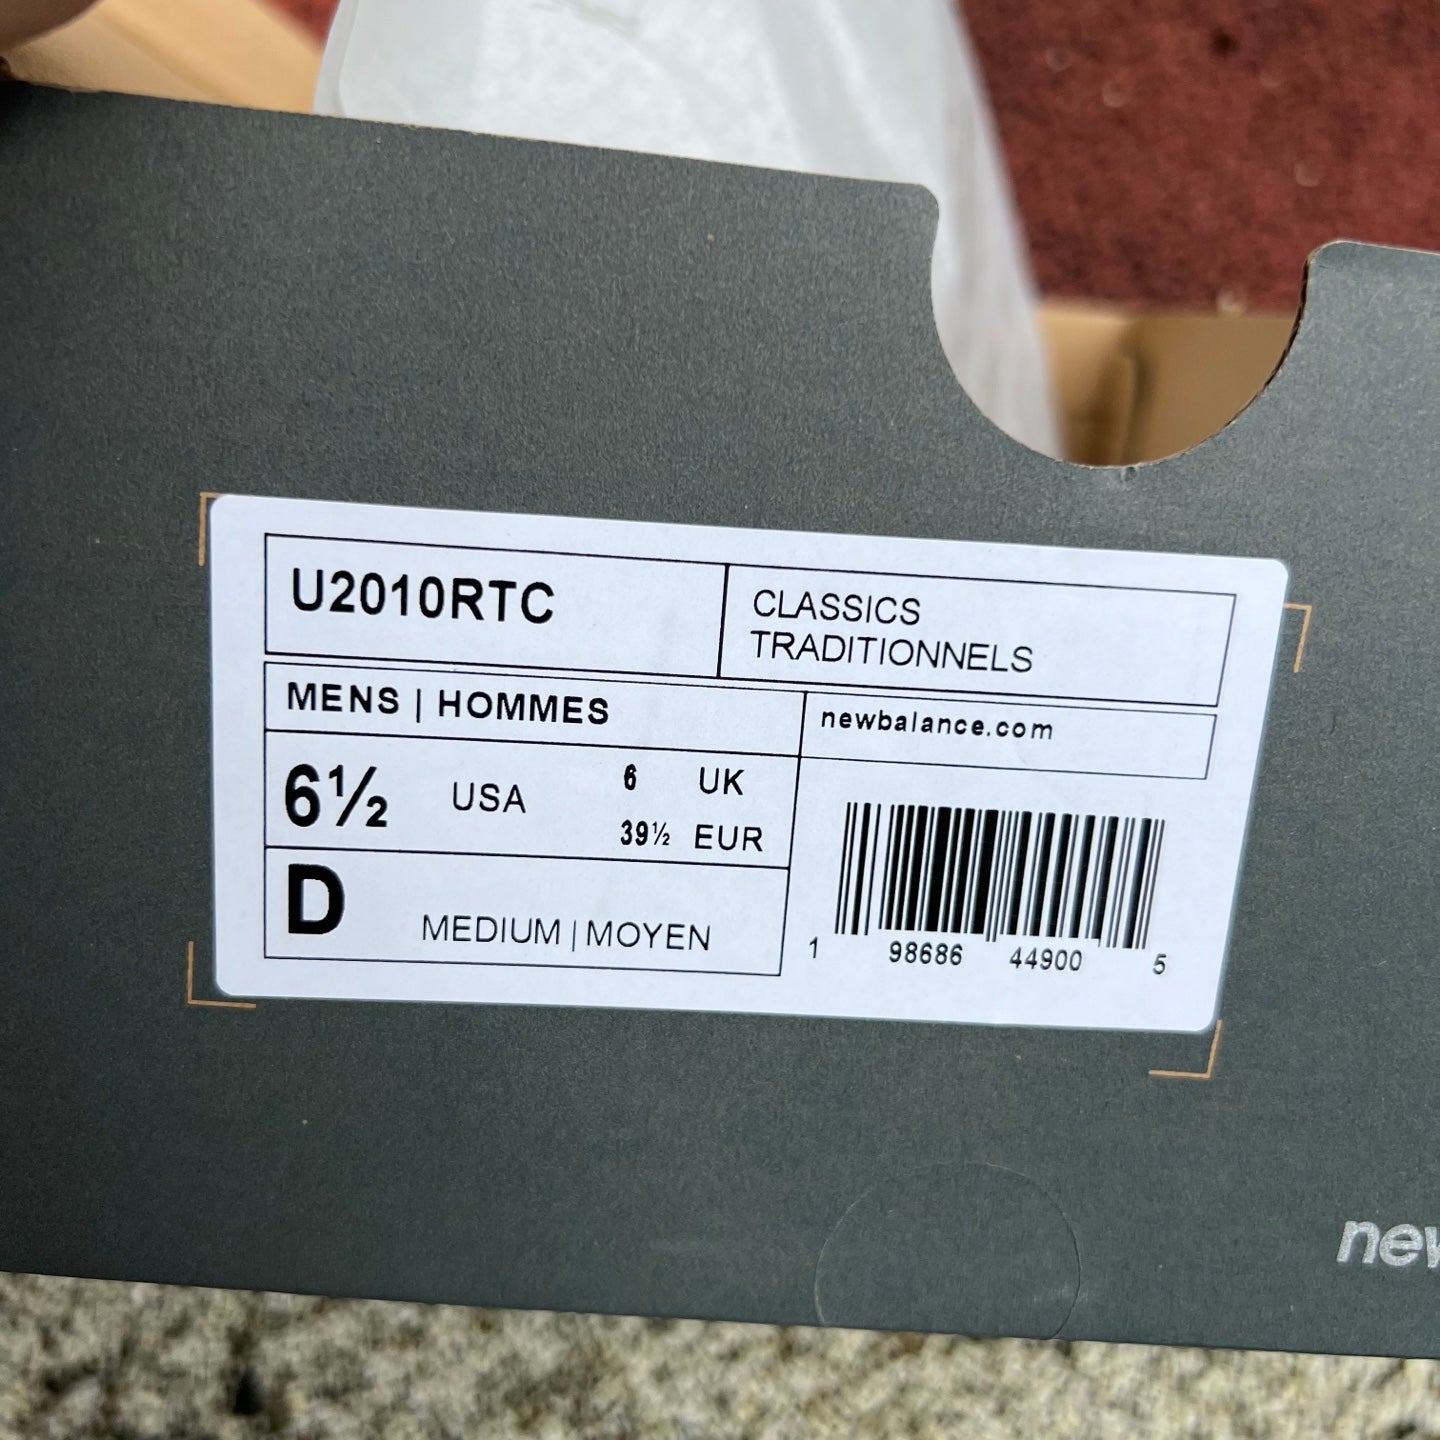 U2010RTC
CLASSICS
TRADITIONNELS
MENS | HOMMES
newbalance.com
6½ USA 6 UK
39½ EUR
D MEDIUM | MOYEN
1 98686 44900 5
new